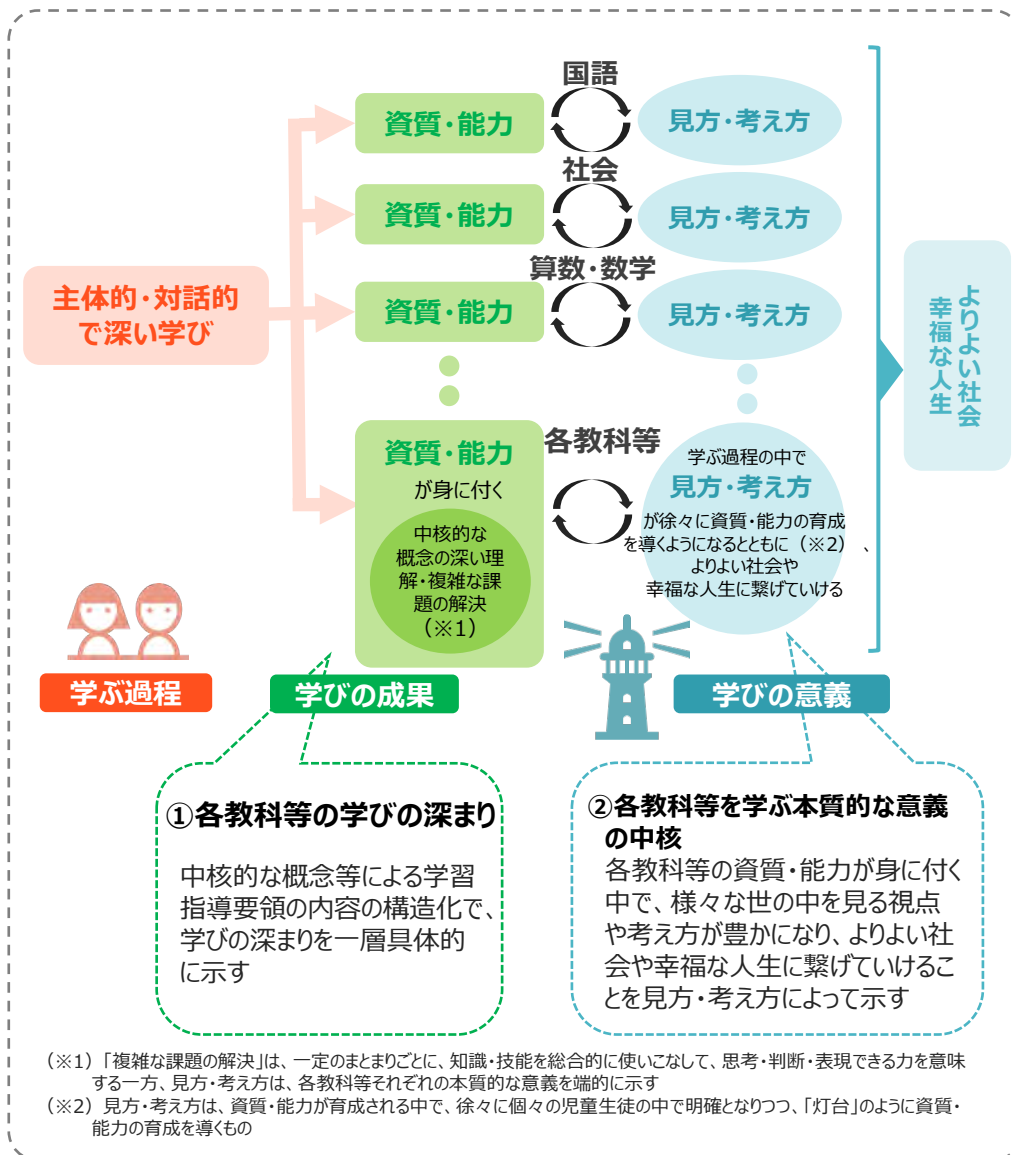 国語
資質・能力
見方・考え方
社会
資質・能力
見方・考え方
算数・数学
資質・能力
見方・考え方
主体的・対話的
で深い学び
よりよい社会
幸福な人生
各教科等
資質・能力
が身に付く
中核的な
概念の深い理
解・複雑な課
題の解決
（※1）
学ぶ過程の中で
見方・考え方
が徐々に資質・能力の育成
を導くようになるとともに（※2）、
よりよい社会や
幸福な人生に繋げていける
学ぶ過程
学びの成果
学びの意義
①各教科等の学びの深まり
中核的な概念等による学習
指導要領の内容の構造化で、
学びの深まりを一層具体的
に示す
②各教科等を学ぶ本質的な意義
の中核
各教科等の資質・能力が身に付く
中で、様々な世の中を見る視点
や考え方が豊かになり、よりよい社
会や幸福な人生に繋げていけるこ
とを見方・考え方によって示す
（※1）「複雑な課題の解決」は、一定のまとまりごとに、知識・技能を総合的に使いこなして、思考・判断・表現できる力を意味
する一方、見方・考え方は、各教科等それぞれの本質的な意義を端的に示す
（※2）見方・考え方は、資質・能力が育成される中で、徐々に個々の児童生徒の中で明確となりつつ、「灯台」のように資質・
能力の育成を導くもの